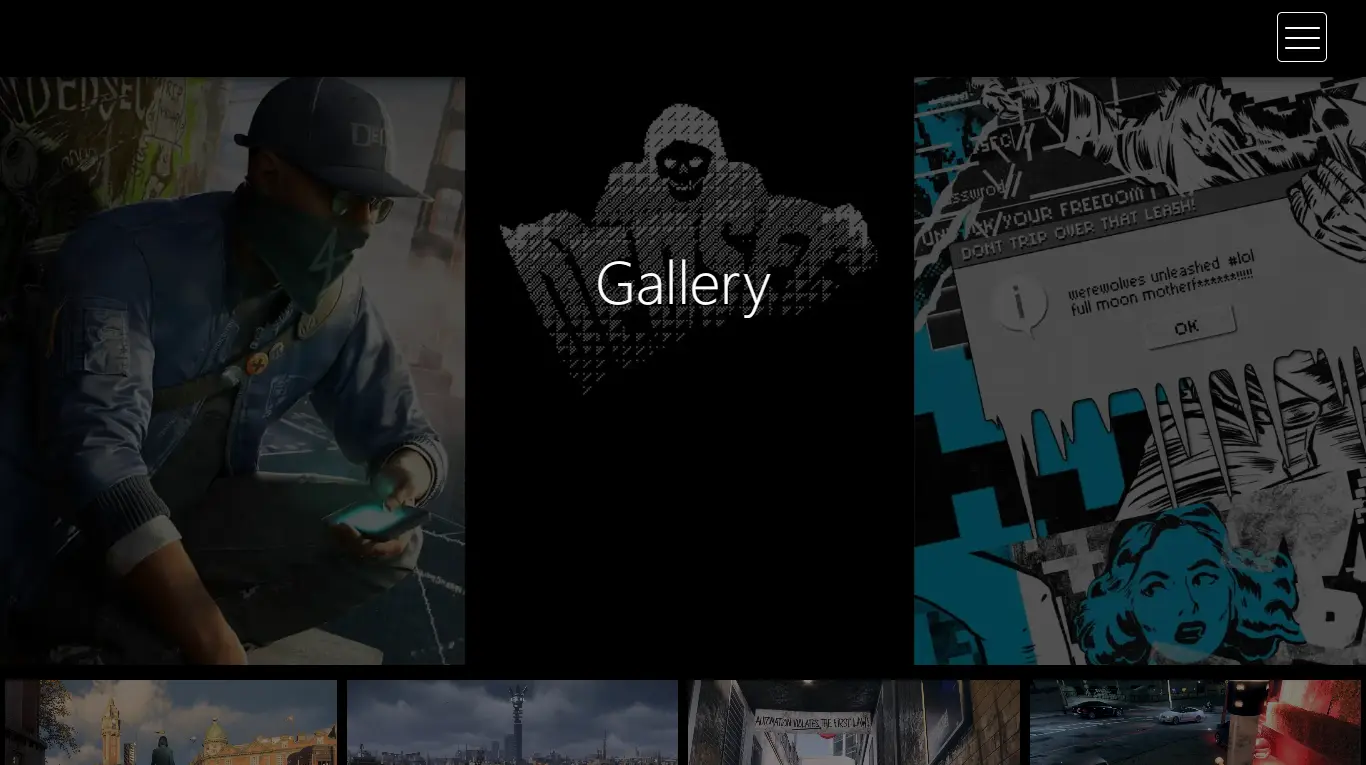 DEDSEC
DEDSEC
Gallery
UNLEASH YOUR FREEDOM !
DONT TRIP OVER THAT LEASH!
werewolves unleashed #lol
full moon motherf******!!!!!
OK
AUTOMATION VIOLATES THE FIRST LAW!